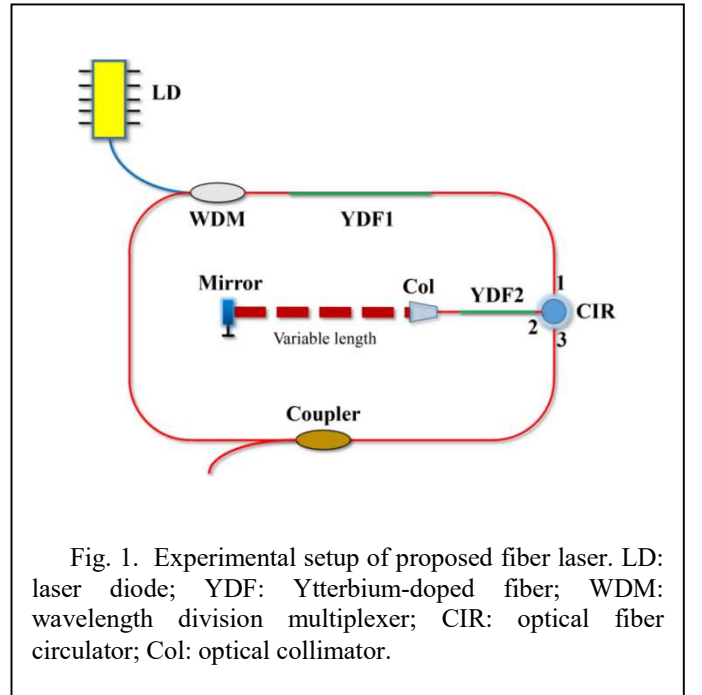 LD
WDM
YDF1
Mirror
Col
YDF2
1
CIR
2
3
Variable length
Coupler
Fig. 1. Experimental setup of proposed fiber laser. LD:
laser diode; YDF: Ytterbium-doped fiber; WDM:
wavelength division multiplexer; CIR: optical fiber
circulator; Col: optical collimator.